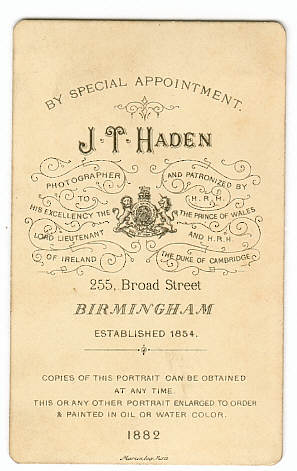 BY SPECIAL APPOINTMENT.
J. T. HADEN
PHOTOGRAPHER
TO
HIS EXCELLENCY THE
LORD LIEUTENANT
OF IRELAND
AND PATRONIZED BY
H.R.H.
THE PRINCE OF WALES
AND H.R.H.
THE DUKE OF CAMBRIDGE
255, Broad Street
BIRMINGHAM
ESTABLISHED 1854.
COPIES OF THIS PORTRAIT CAN BE OBTAINED
AT ANY TIME.
THIS OR ANY OTHER PORTRAIT ENLARGED TO ORDER
& PAINTED IN OIL OR WATER COLOR.
1882